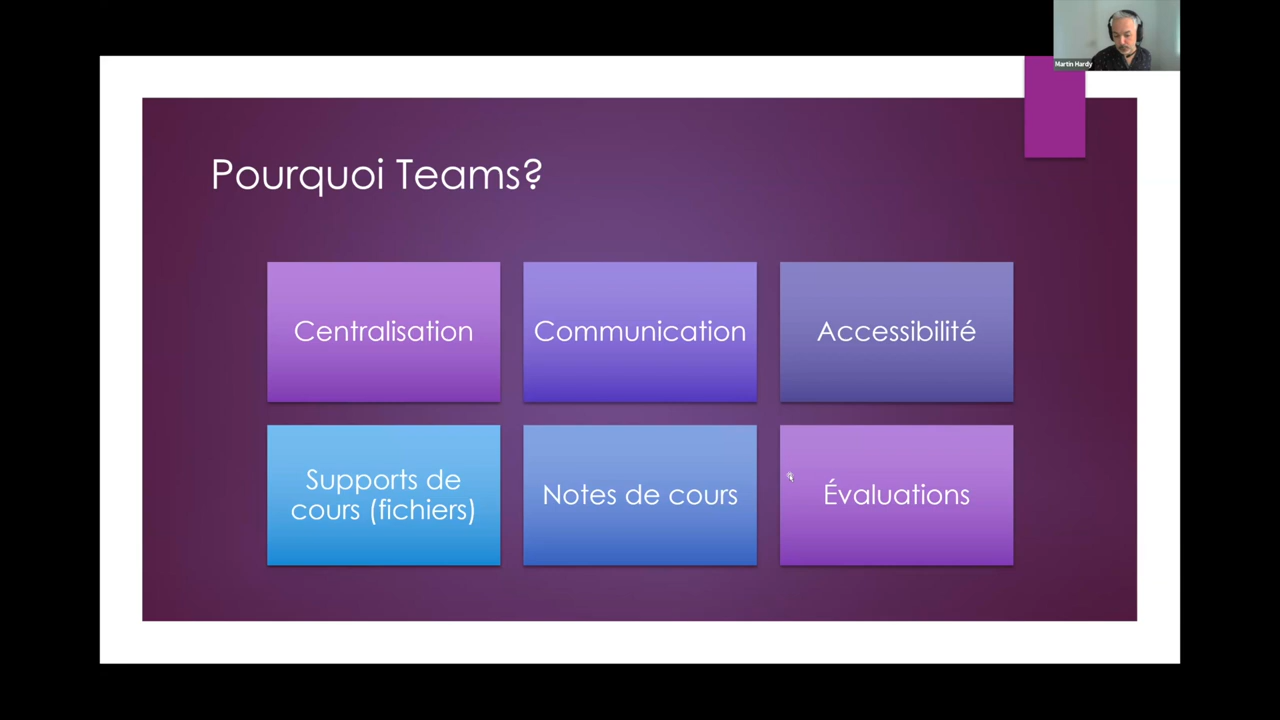 Martin Hardy
Pourquoi Teams?
Centralisation
Communication
Accessibilité
Supports de
cours (fichiers)
Notes de cours
Évaluations